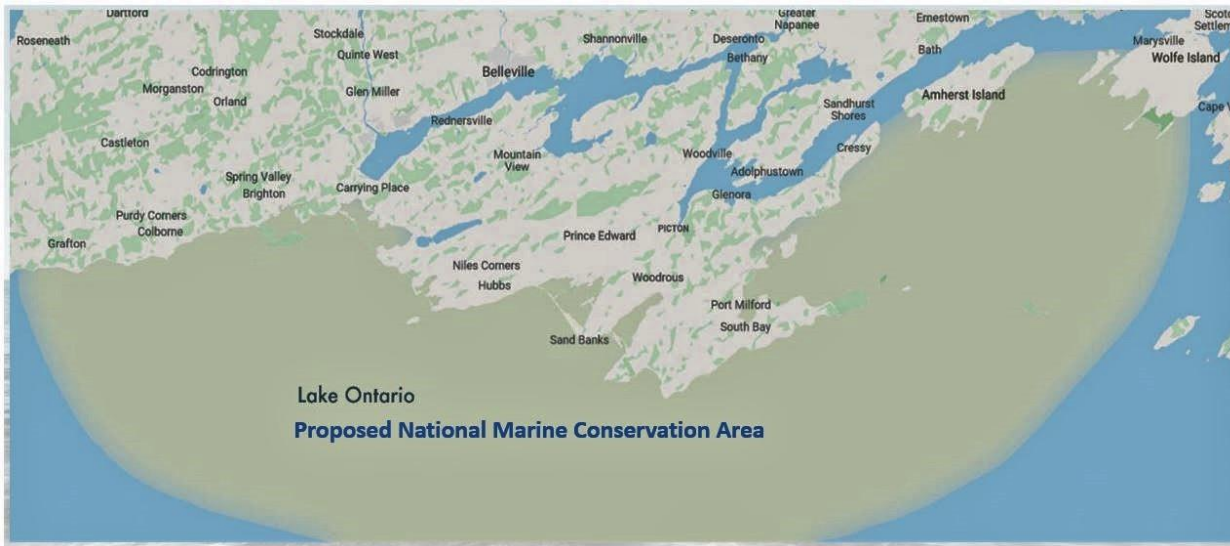 Dartford
Roseneath
Stockdale
Quinte West
Shannonville
Greater
Napanee
Deseronto
Bethany
Ernestown
Bath
Marysville
Wolfe Island
Codrington
Morganston
Orland
Glen Miller
Belleville
Rednersville
Sandhurst
Shores
Amherst Island
Castleton
Mountain
View
Woodville
Cressy
Adolphustown
Spring Valley
Brighton
Carrying Place
Glenora
Purdy Corners
Colborne
Grafton
Prince Edward
PICTON
Niles Corners
Hubbs
Woodrous
Port Milford
South Bay
Sand Banks
Lake Ontario
Proposed National Marine Conservation Area